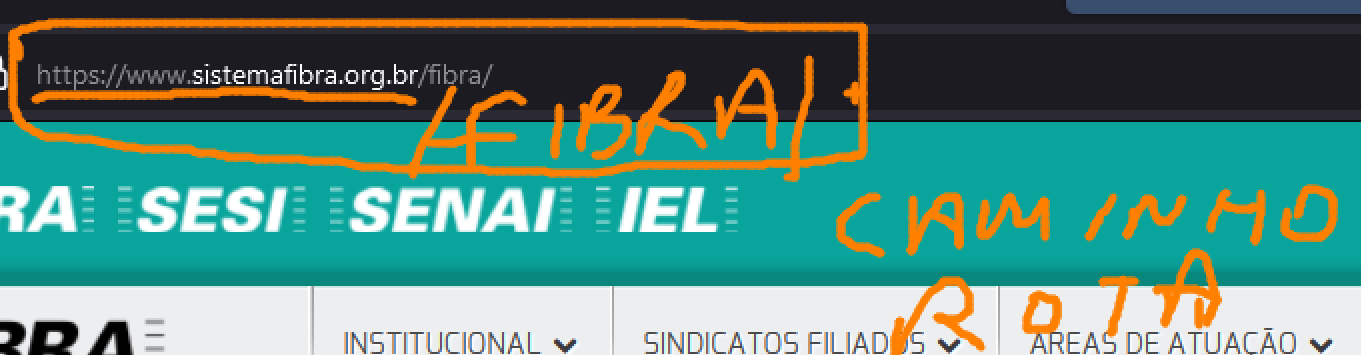 https://www.sistemafibra.org.br/fibra/
/FIBRA/
RA SESI SENAI IEL
CAMINHO
ROTA
BRA
INSTITUCIONAL SINDICATOS FILIADOS ÁREAS DE ATUAÇÃO